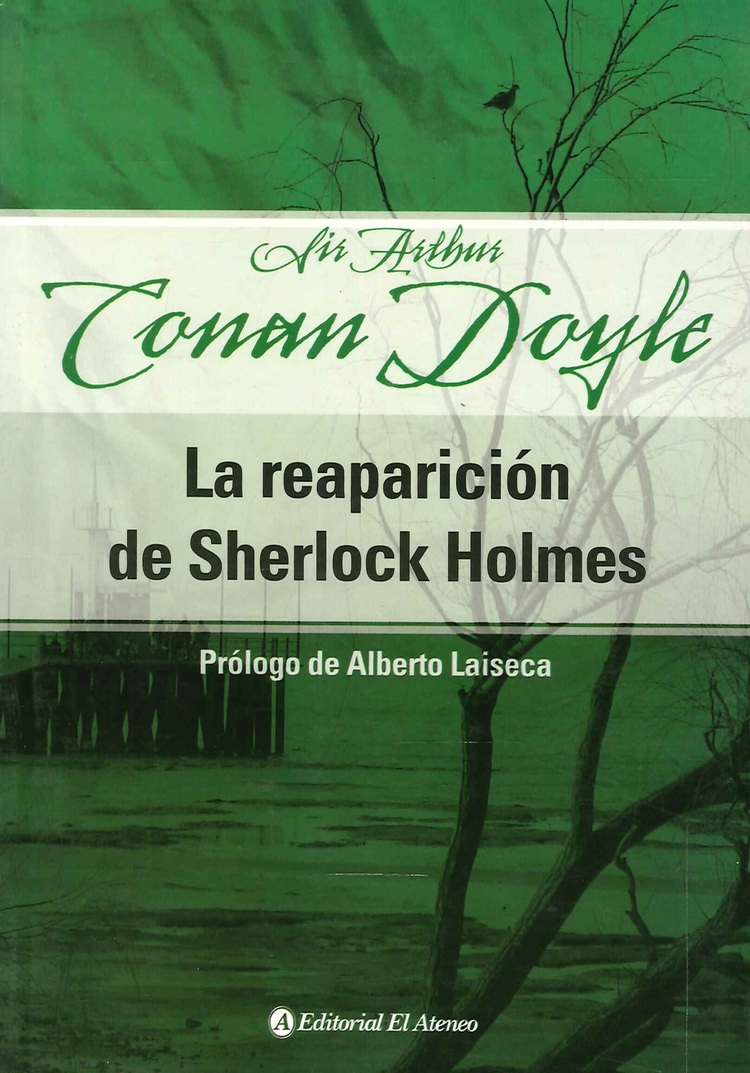 Sir Arthur
Conan Doyle
La reaparición
de Sherlock Holmes
Prólogo de Alberto Laiseca
A Editorial El Ateneo